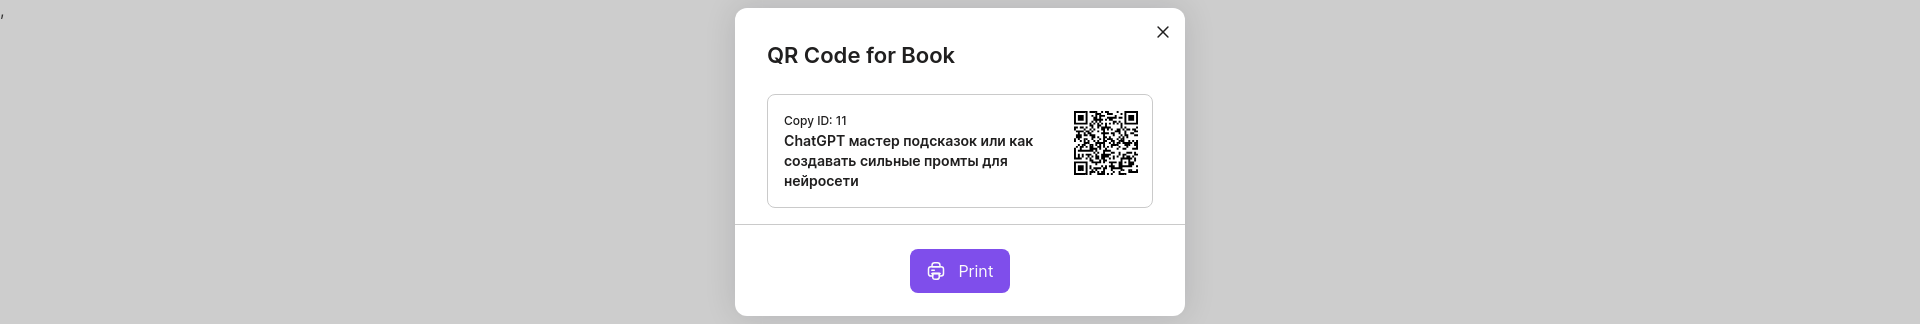 ,
QR Code for Book
Copy ID: 11
ChatGPT мастер подсказок или как
создавать сильные промты для
нейросети
Print